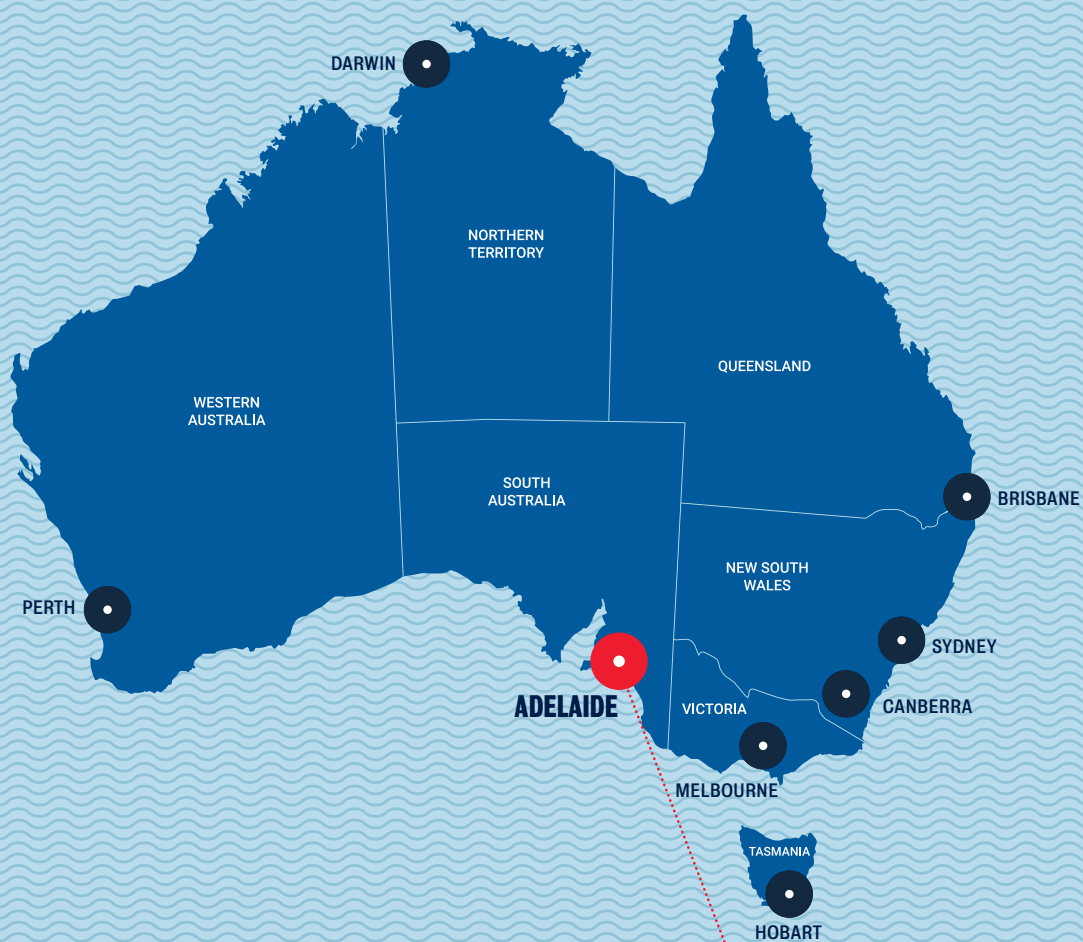 DARWIN
NORTHERN
TERRITORY
QUEENSLAND
WESTERN
AUSTRALIA
SOUTH
AUSTRALIA
BRISBANE
NEW SOUTH
WALES
PERTH
SYDNEY
ADELAIDE
VICTORIA
CANBERRA
MELBOURNE
TASMANIA
HOBART